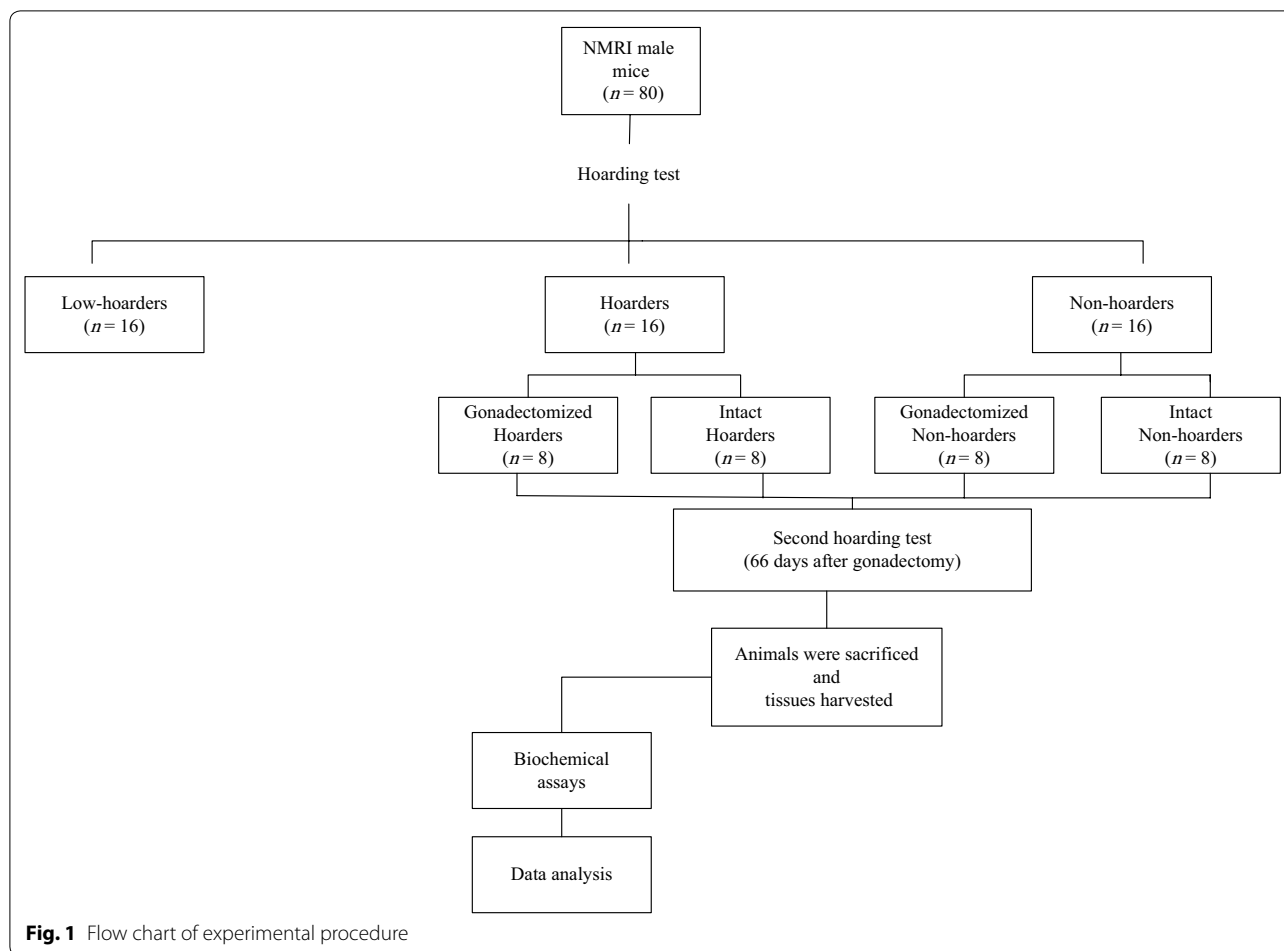 NMRI male
mice
(n = 80)
Hoarding test
Low-hoarders
(n = 16)
Hoarders
(n = 16)
Non-hoarders
(n = 16)
Gonadectomized
Hoarders
(n = 8)
Intact
Hoarders
(n = 8)
Gonadectomized
Non-hoarders
(n = 8)
Intact
Non-hoarders
(n = 8)
Second hoarding test
(66 days after gonadectomy)
Animals were sacrificed
and
tissues harvested
Biochemical
assays
Data analysis
Fig. 1 Flow chart of experimental procedure